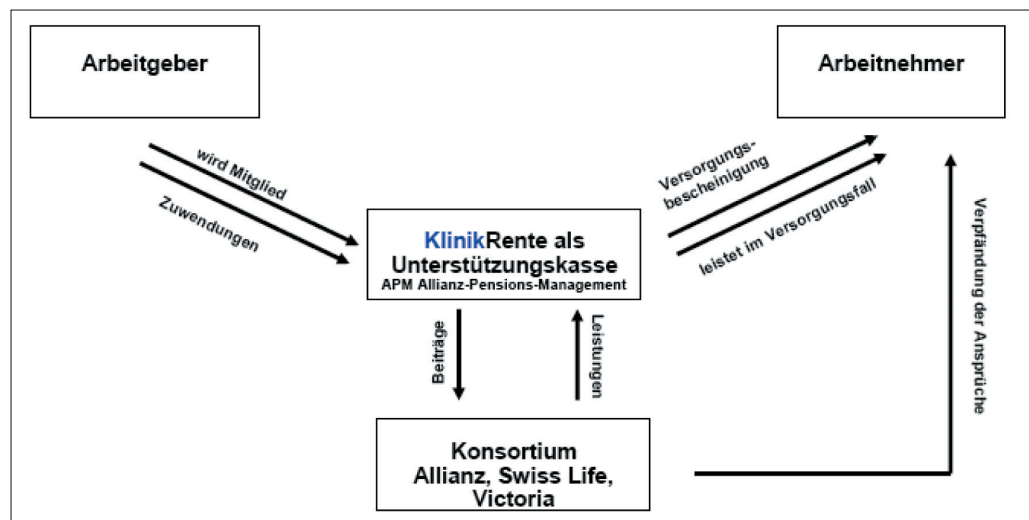 Arbeitgeber
Arbeitnehmer
wird Mitglied
Zuwendungen
Versorgungs-
bescheinigung
leistet im Versorgungsfall
KlinikRente als
Unterstützungskasse
APM Allianz-Pensions-Management
Beiträge
Leistungen
Verpfändung der Ansprüche
Konsortium
Allianz, Swiss Life,
Victoria